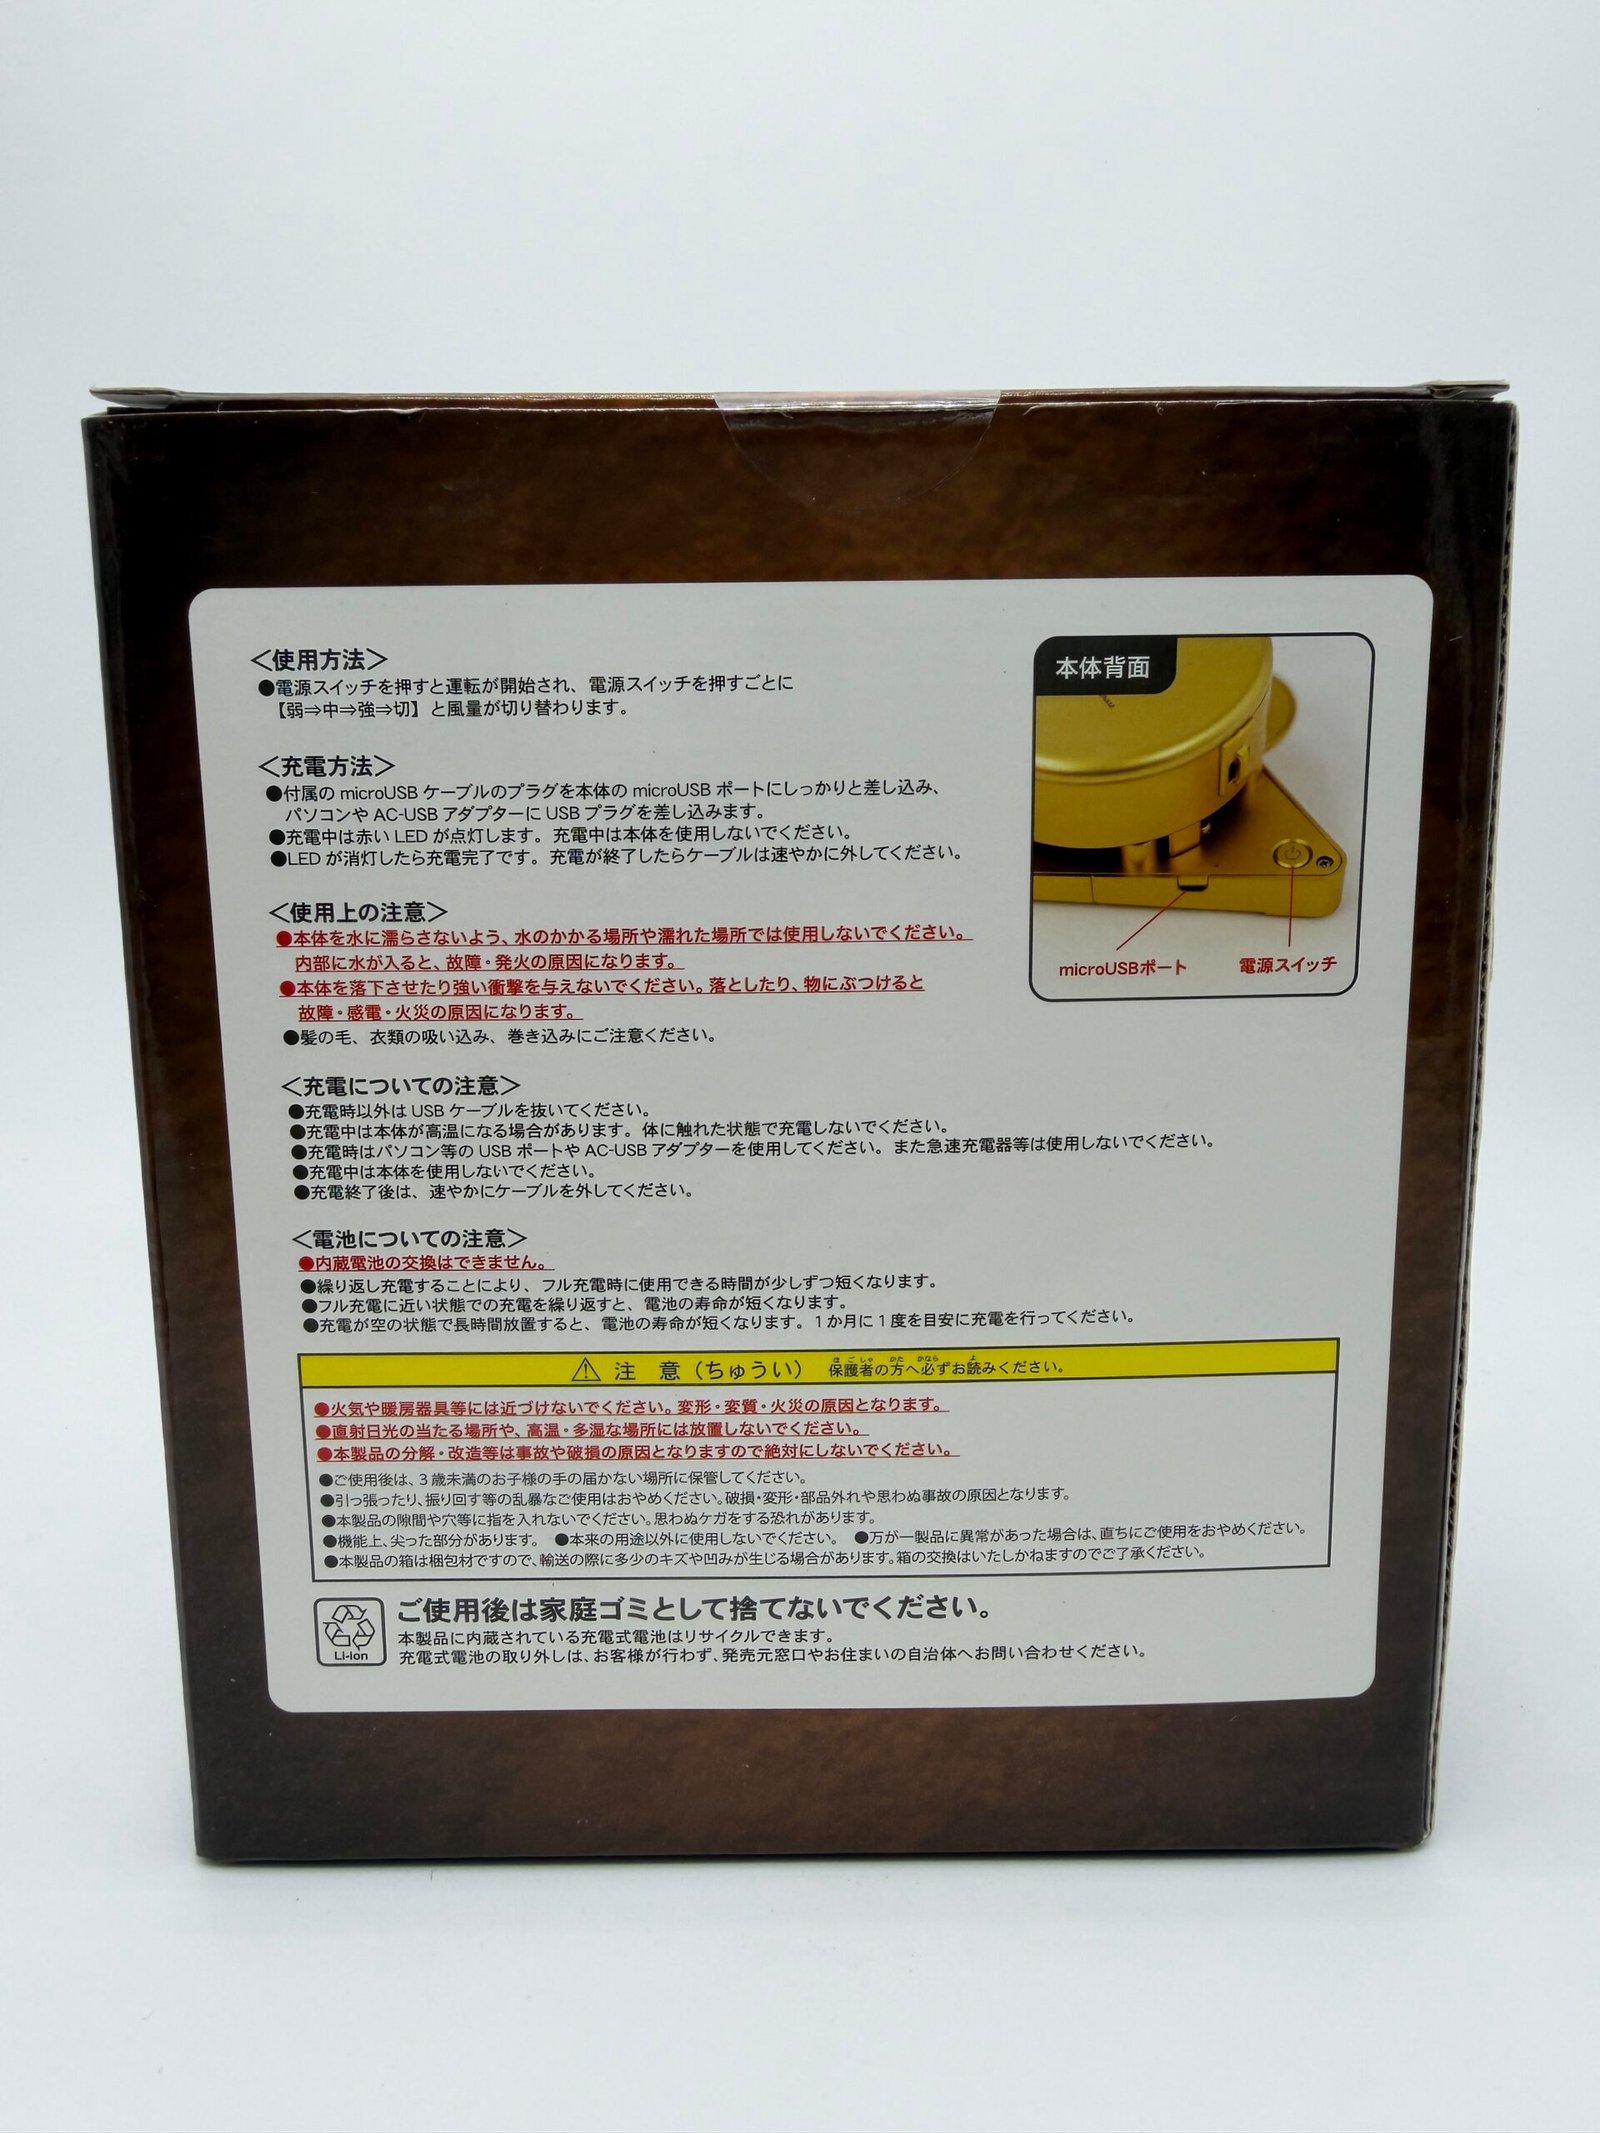 <使用方法>
●電源スイッチを押すと運転が開始され、電源スイッチを押すごとに
【弱⇒中⇒強⇒切】と風量が切り替わります。
<充電方法>
●付属の microUSB ケーブルのプラグを本体の microUSB ポートにしっかりと差し込み、
パソコンや AC-USB アダプターに USB プラグを差し込みます。
●充電中は赤い LED が点灯します。充電中は本体を使用しないでください。
●LED が消灯したら充電完了です。充電が終了したらケーブルは速やかに外してください。
本体背面
microUSBポート
電源スイッチ
<使用上の注意>
●本体を水に濡らさないよう、水のかかる場所や濡れた場所では使用しないでください。
内部に水が入ると、故障・発火の原因になります。
●本体を落下させたり強い衝撃を与えないでください。落としたり、物にぶつけると
故障・感電・火災の原因になります。
●髪の毛、衣類の吸い込み、巻き込みにご注意ください。
<充電についての注意>
●充電時以外は USB ケーブルを抜いてください。
●充電中は本体が高温になる場合があります。体に触れた状態で充電しないでください。
●充電時はパソコン等の USB ポートや AC-USB アダプターを使用してください。また急速充電器等は使用しないでください。
●充電中は本体を使用しないでください。
●充電終了後は、速やかにケーブルを外してください。
<電池についての注意>
●内蔵電池の交換はできません。
●繰り返し充電することにより、フル充電時に使用できる時間が少しずつ短くなります。
●フル充電に近い状態での充電を繰り返すと、電池の寿命が短くなります。
●充電が空の状態で長時間放置すると、電池の寿命が短くなります。1か月に1度を目安に充電を行ってください。
注 意(ちゅうい) 保護者の方へ必ずお読みください。
●火気や暖房器具等には近づけないでください。変形・変質・火災の原因となります。
●直射日光の当たる場所や、高温・多湿な場所には放置しないでください。
●本製品の分解・改造等は事故や破損の原因となりますので絶対にしないでください。
●ご使用後は、3歳未満のお子様の手の届かない場所に保管してください。
●引っ張ったり、振り回す等の乱暴なご使用はおやめください。破損・変形・部品外れや思わぬ事故の原因となります。
●本製品の隙間や穴等に指を入れないでください。思わぬケガをする恐れがあります。
●機能上、尖った部分があります。 ●本来の用途以外に使用しないでください。 ●万が一製品に異常があった場合は、直ちにご使用をおやめください。
●本製品の箱は梱包材ですので、輸送の際に多少のキズや凹みが生じる場合があります。箱の交換はいたしかねますのでご了承ください。
Li-ion
ご使用後は家庭ゴミとして捨てないでください。
本製品に内蔵されている充電式電池はリサイクルできます。
充電式電池の取り外しは、お客様が行わず、発売元窓口やお住まいの自治体へお問い合わせください。